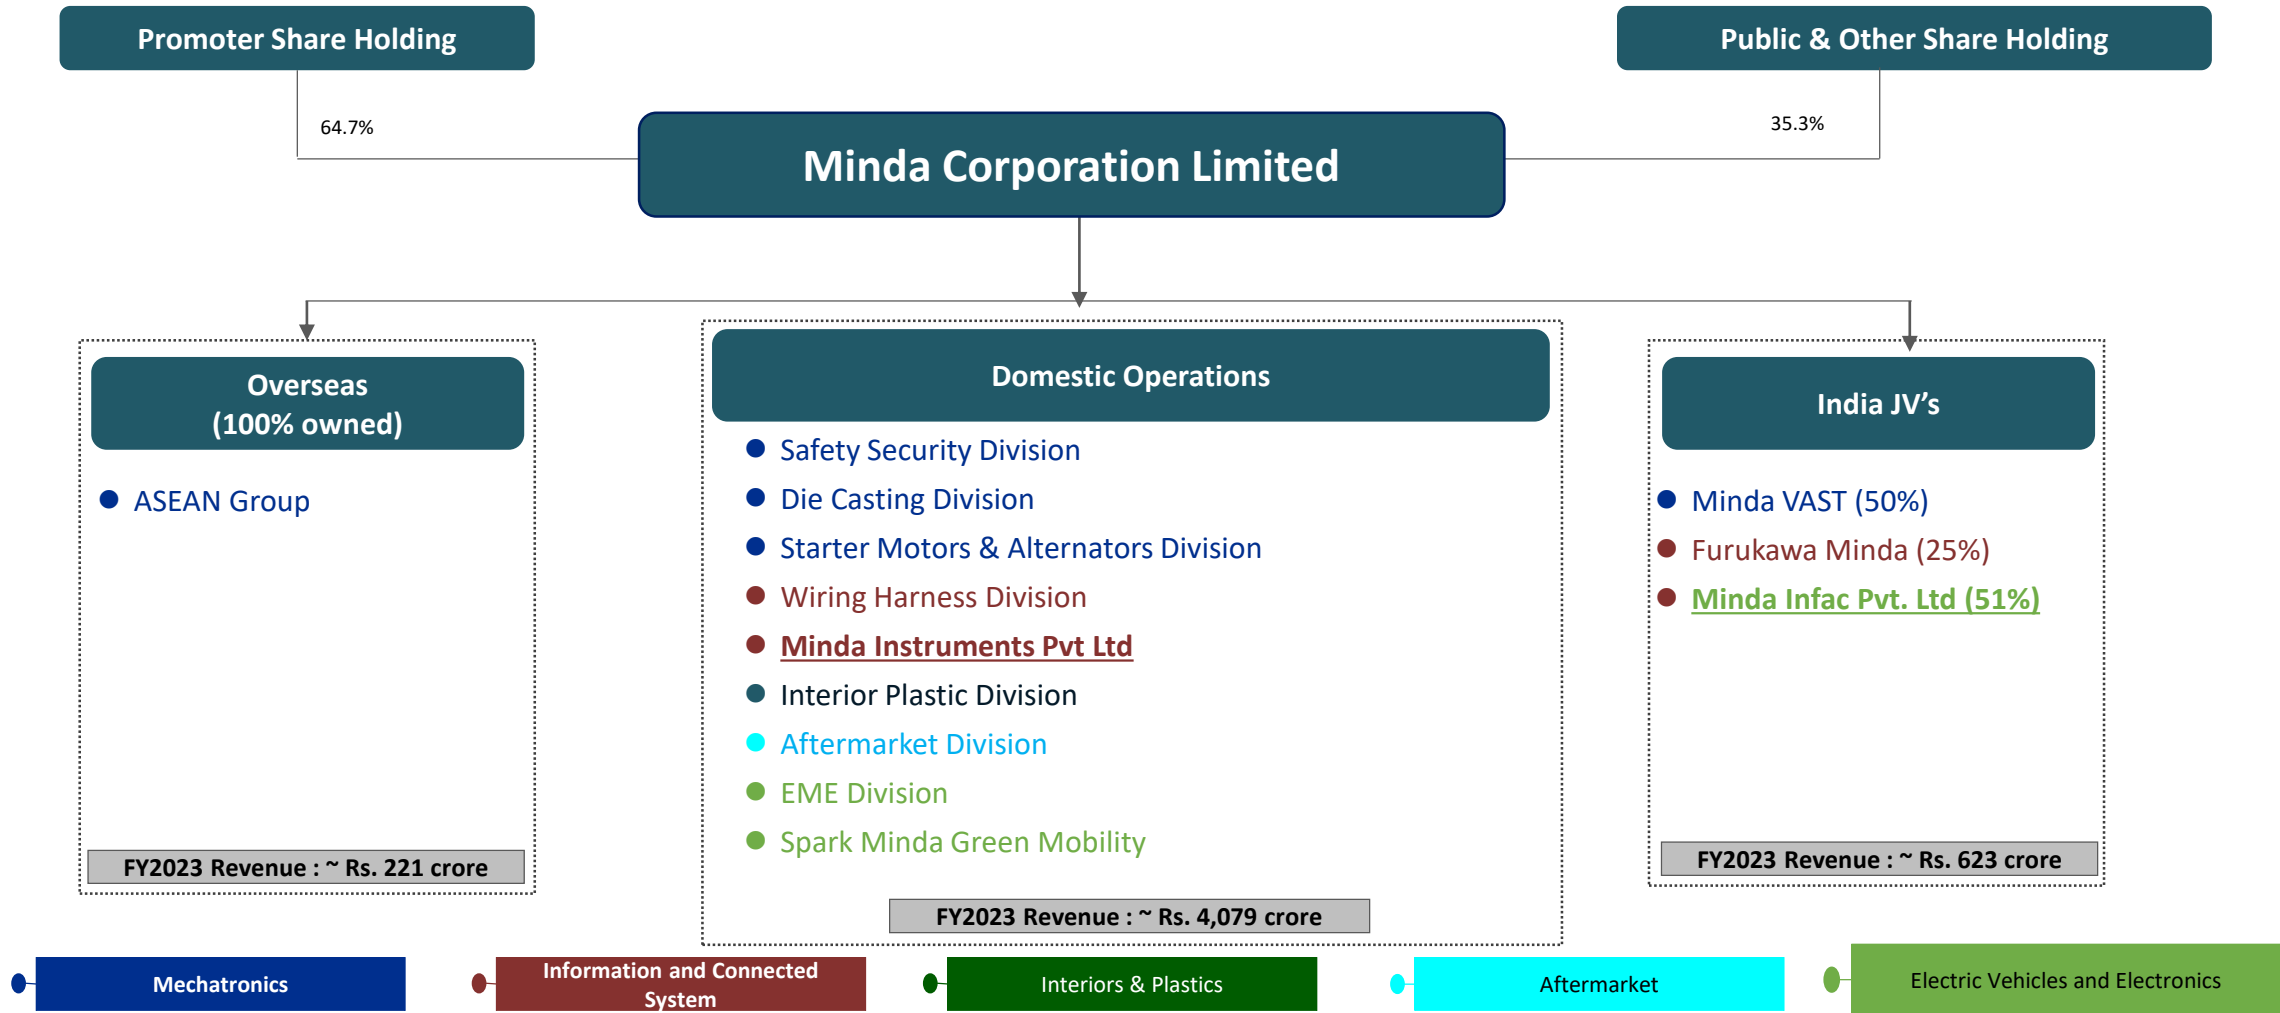 Promoter Share Holding
Public & Other Share Holding
64.7%
35.3%
Minda Corporation Limited
Overseas
(100% owned)
ASEAN Group
FY2023 Revenue : ~ Rs. 221 crore
Domestic Operations
Safety Security Division
Die Casting Division
Starter Motors & Alternators Division
Wiring Harness Division
Minda Instruments Pvt Ltd
Interior Plastic Division
Aftermarket Division
EME Division
Spark Minda Green Mobility
FY2023 Revenue : ~ Rs. 4,079 crore
India JV’s
Minda VAST (50%)
Furukawa Minda (25%)
Minda Infac Pvt. Ltd (51%)
FY2023 Revenue : ~ Rs. 623 crore
Mechatronics
Information and Connected
System
Interiors & Plastics
Aftermarket
Electric Vehicles and Electronics